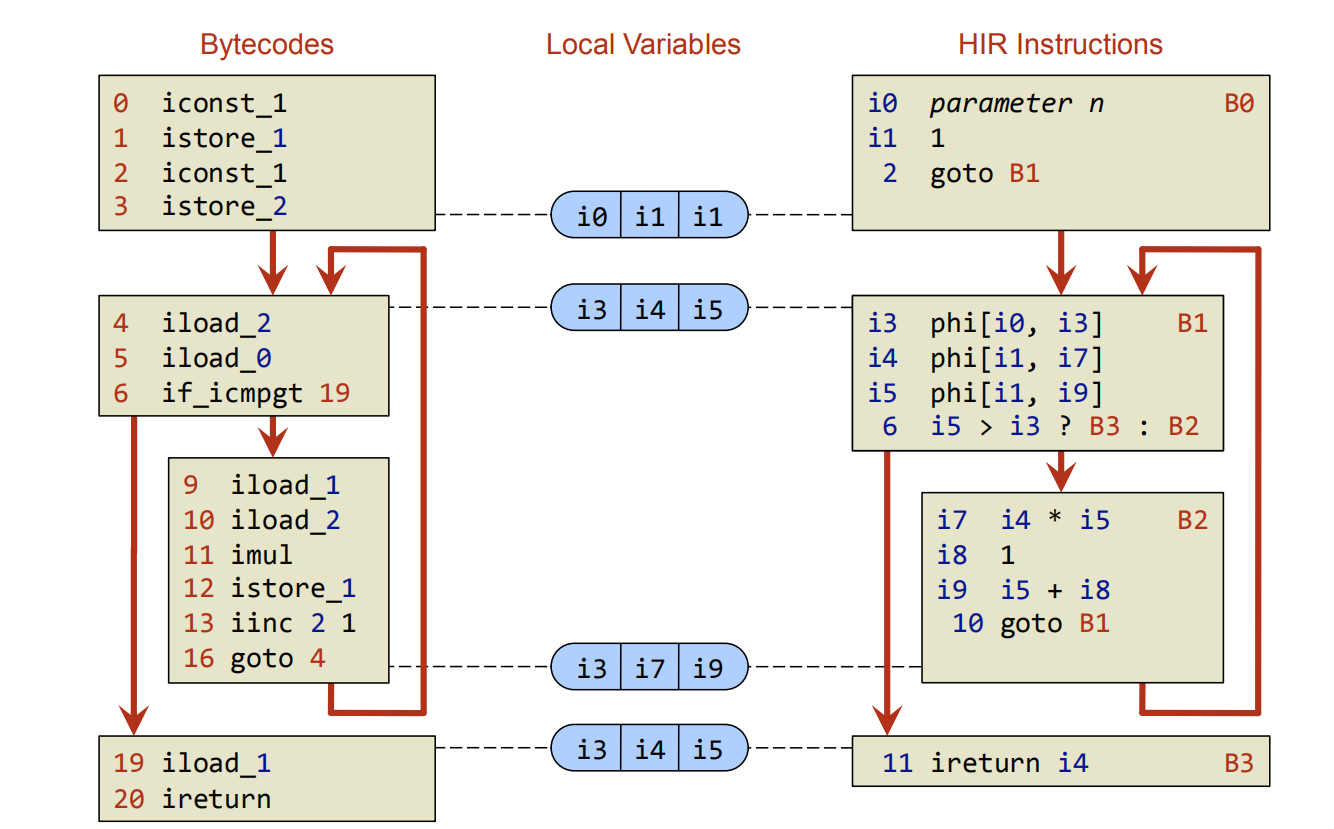 Bytecodes
Local Variables
HIR Instructions
0 iconst_1
1 istore_1
2 iconst_1
3 istore_2
i0 i1 i1
i0 parameter n B0
i1 1
2 goto B1
4 iload_2
5 iload_0
6 if_icmpgt 19
i3 i4 i5
i3 phi[i0, i3] B1
i4 phi[i1, i7]
i5 phi[i1, i9]
6 i5 > i3 ? B3 : B2
9 iload_1
10 iload_2
11 imul
12 istore_1
13 iinc 2 1
16 goto 4
i3 i7 i9
i7 i4 * i5 B2
i8 1
i9 i5 + i8
10 goto B1
19 iload_1
20 ireturn
i3 i4 i5
11 ireturn i4 B3